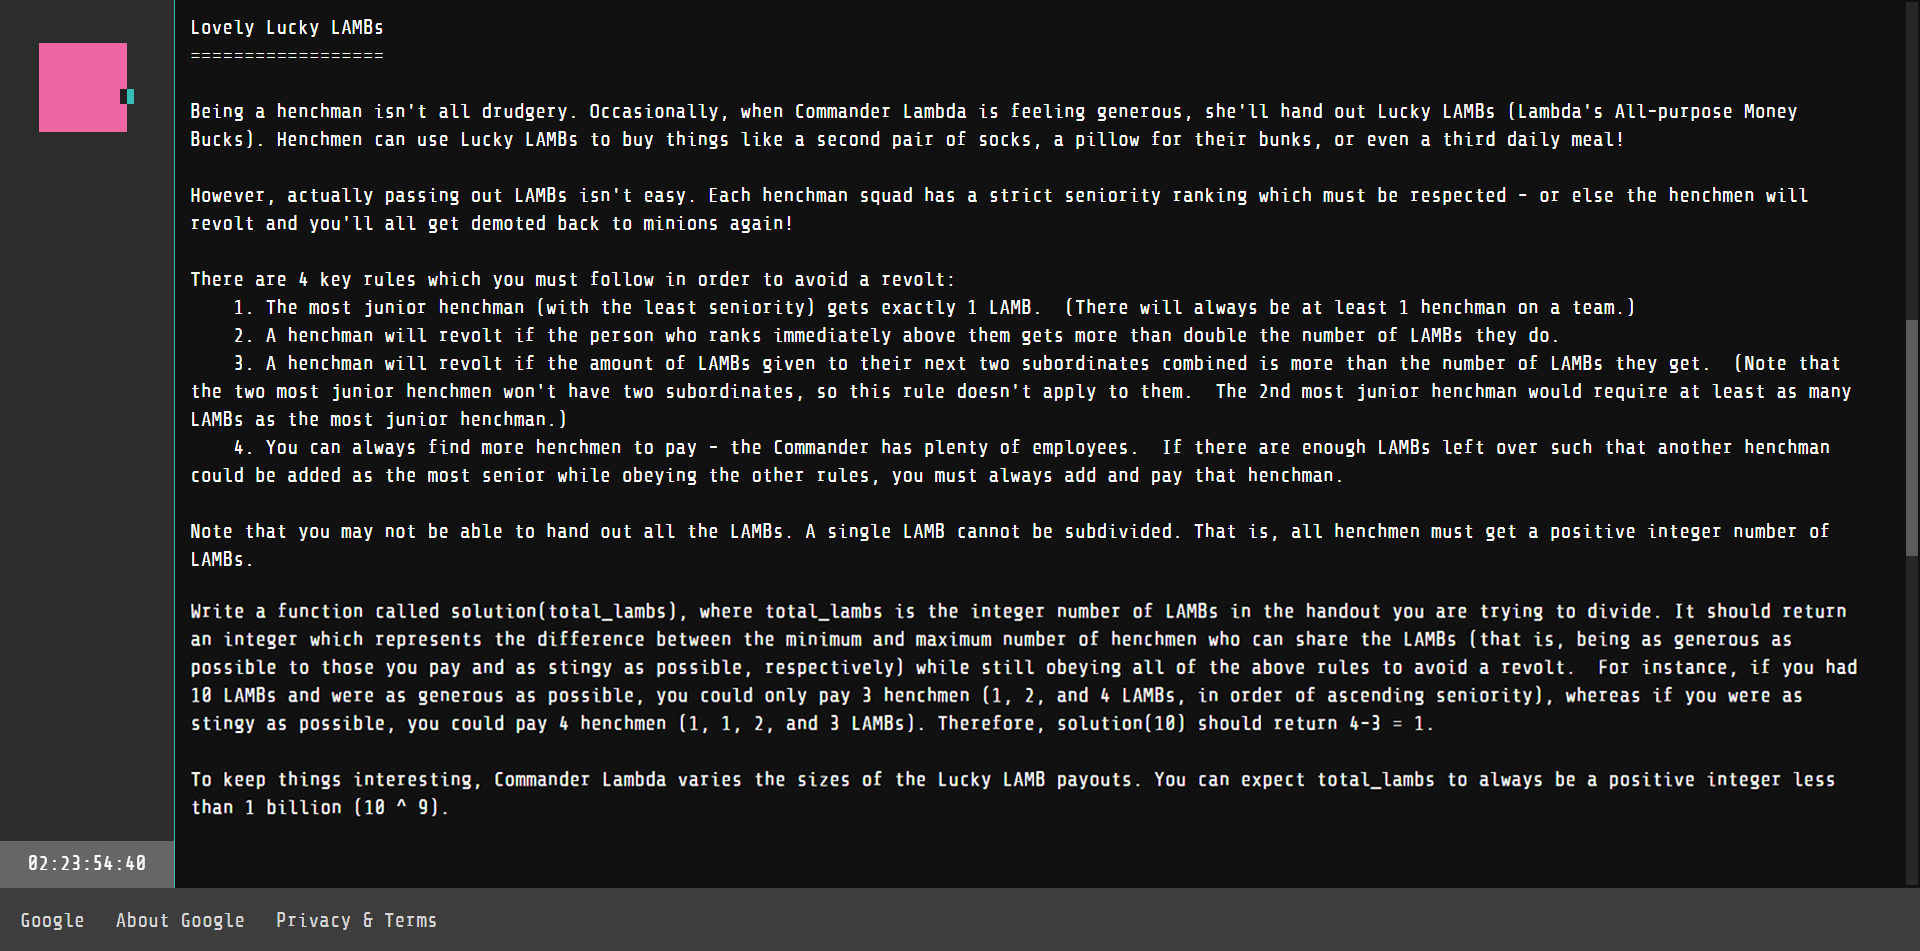 Lovely Lucky LAMBs
==================
Being a henchman isn't all drudgery. Occasionally, when Commander Lambda is feeling generous, she'll hand out Lucky LAMBs (Lambda's All-purpose Money
Bucks). Henchmen can use Lucky LAMBs to buy things like a second pair of socks, a pillow for their bunks, or even a third daily meal!
However, actually passing out LAMBs isn't easy. Each henchman squad has a strict seniority ranking which must be respected - or else the henchmen will
revolt and you'll all get demoted back to minions again!
There are 4 key rules which you must follow in order to avoid a revolt:
1. The most junior henchman (with the least seniority) gets exactly 1 LAMB.  (There will always be at least 1 henchman on a team.)
2. A henchman will revolt if the person who ranks immediately above them gets more than double the number of LAMBs they do.
3. A henchman will revolt if the amount of LAMBs given to their next two subordinates combined is more than the number of LAMBs they get.  (Note that
the two most junior henchmen won't have two subordinates, so this rule doesn't apply to them.  The 2nd most junior henchman would require at least as many
LAMBs as the most junior henchman.)
4. You can always find more henchmen to pay - the Commander has plenty of employees.  If there are enough LAMBs left over such that another henchman
could be added as the most senior while obeying the other rules, you must always add and pay that henchman.
Note that you may not be able to hand out all the LAMBs. A single LAMB cannot be subdivided. That is, all henchmen must get a positive integer number of
LAMBs.
Write a function called solution(total_lambs), where total_lambs is the integer number of LAMBs in the handout you are trying to divide. It should return
an integer which represents the difference between the minimum and maximum number of henchmen who can share the LAMBs (that is, being as generous as
possible to those you pay and as stingy as possible, respectively) while still obeying all of the above rules to avoid a revolt.  For instance, if you had
10 LAMBs and were as generous as possible, you could only pay 3 henchmen (1, 2, and 4 LAMBs, in order of ascending seniority), whereas if you were as
stingy as possible, you could pay 4 henchmen (1, 1, 2, and 3 LAMBs). Therefore, solution(10) should return 4-3 = 1.
To keep things interesting, Commander Lambda varies the sizes of the Lucky LAMB payouts. You can expect total_lambs to always be a positive integer less
than 1 billion (10 ^ 9).
02:23:54:40
Google About Google Privacy & Terms